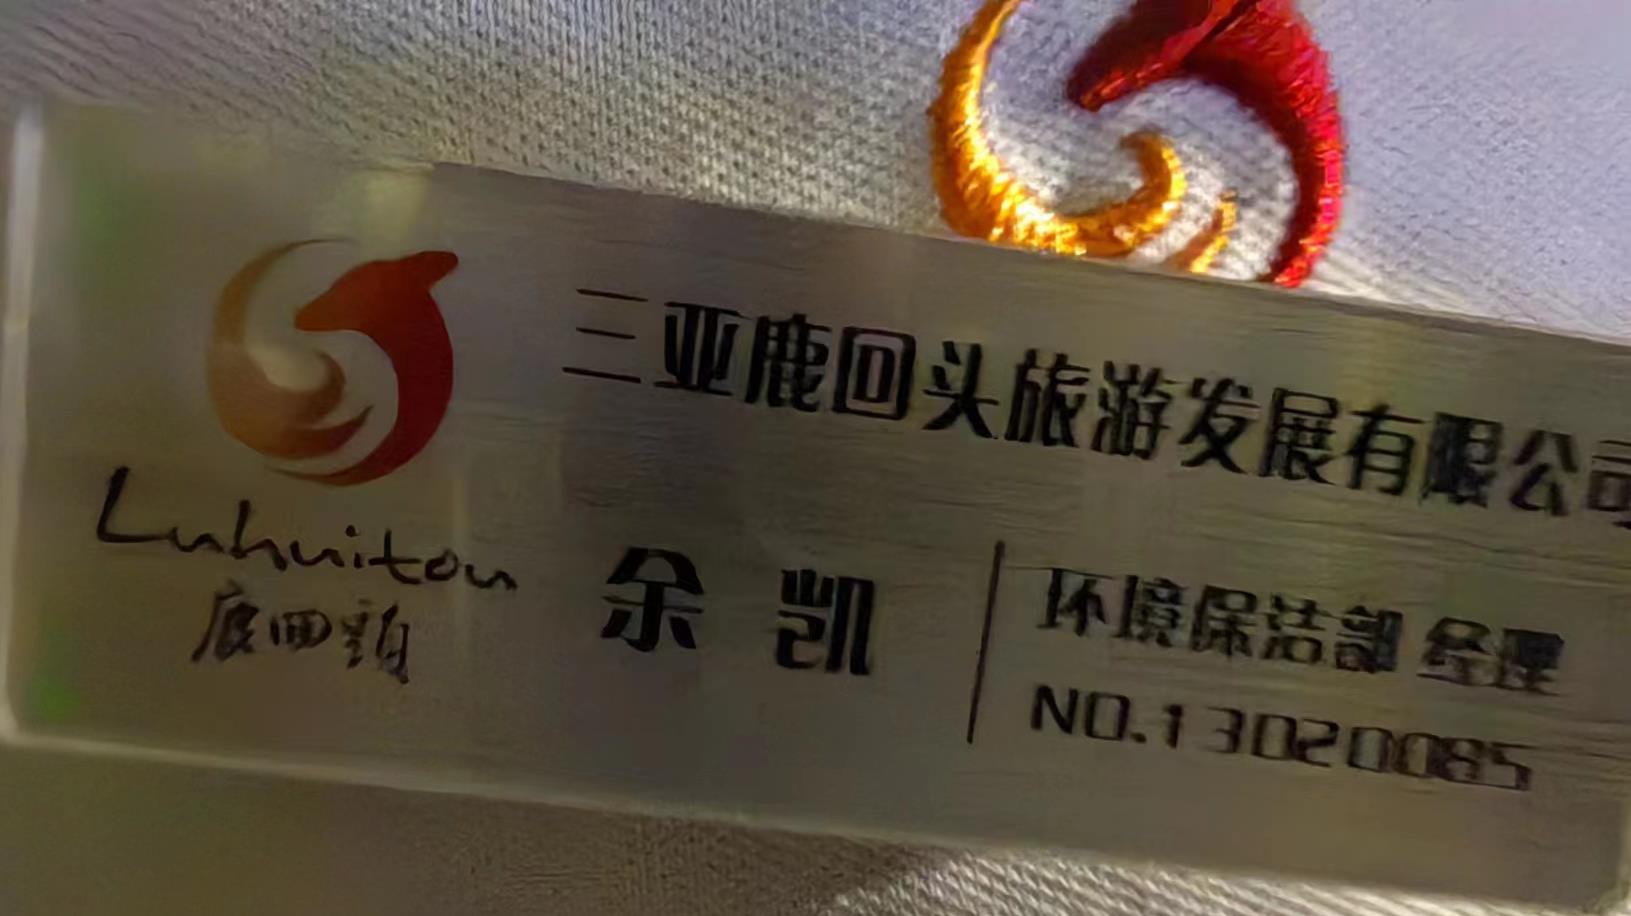 三亚鹿回头旅游发展有限公司
Luhuitou
鹿回頭
余凯
环境保洁部 经理
NO.13020085